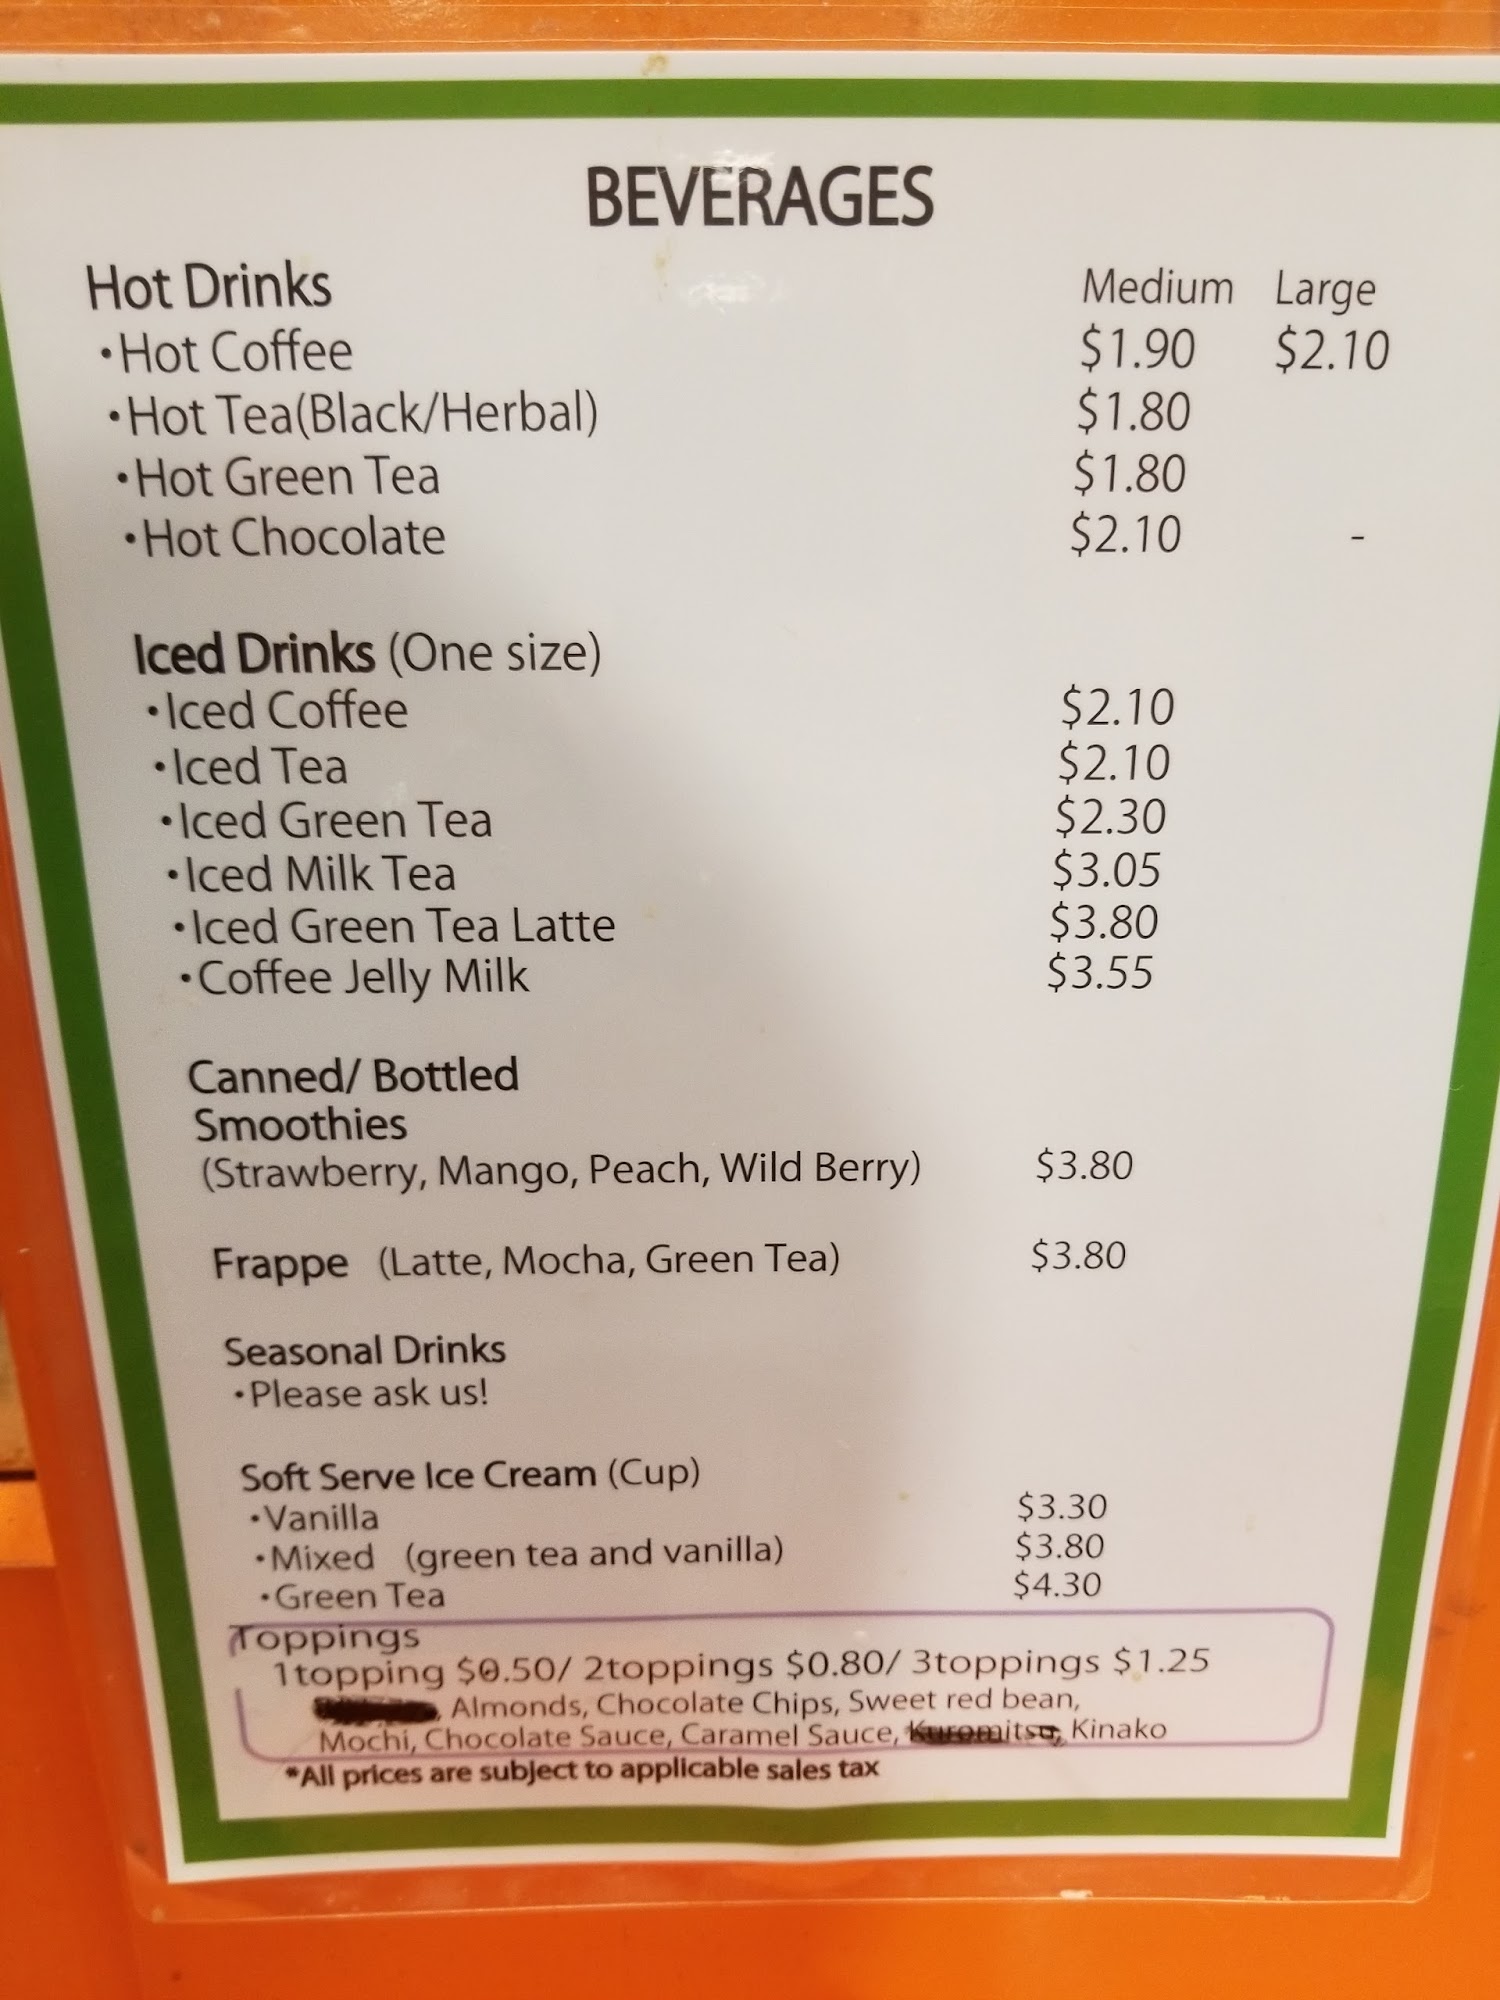 BEVERAGES
Hot Drinks Medium Large
•Hot Coffee $1.90 $2.10
•Hot Tea(Black/Herbal) $1.80
•Hot Green Tea $1.80
•Hot Chocolate $2.10 -
Iced Drinks (One size)
•Iced Coffee $2.10
•Iced Tea $2.10
•Iced Green Tea $2.30
•Iced Milk Tea $3.05
•Iced Green Tea Latte $3.80
•Coffee Jelly Milk $3.55
Canned/ Bottled
Smoothies
(Strawberry, Mango, Peach, Wild Berry) $3.80
Frappe (Latte, Mocha, Green Tea) $3.80
Seasonal Drinks
•Please ask us!
Soft Serve Ice Cream (Cup)
•Vanilla $3.30
•Mixed (green tea and vanilla) $3.80
•Green Tea $4.30
Toppings
1topping $0.50/ 2toppings $0.80/ 3toppings $1.25
, Almonds, Chocolate Chips, Sweet red bean,
Mochi, Chocolate Sauce, Caramel Sauce, Kuromitsu, Kinako
*All prices are subject to applicable sales tax